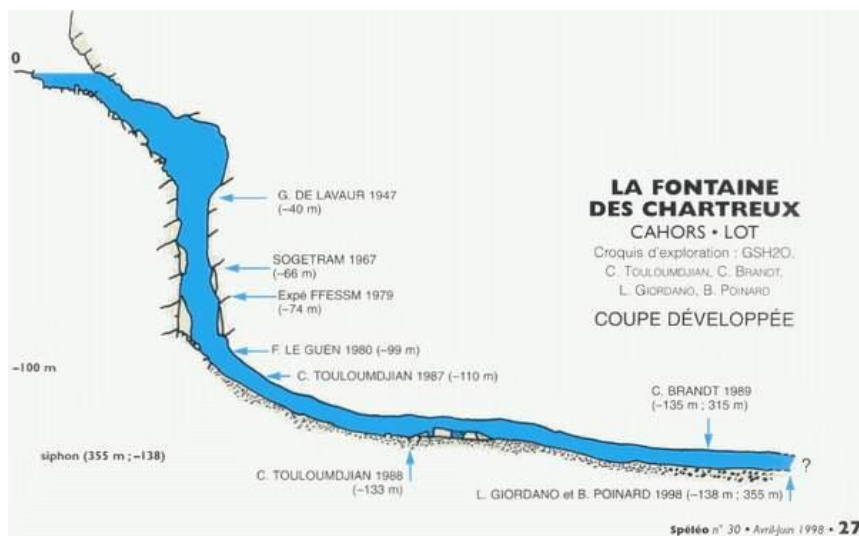 0
G. DE LAVAUR 1947
(–40 m)
LA FONTAINE
DES CHARTREUX
CAHORS • LOT
Croquis d'exploration : GSH2O,
C. TOULOUMDJIAN, C. BRANDT,
L. GIORDANO, B. POINARD
COUPE DÉVELOPPÉE
SOGETRAM 1967
(–66 m)
Expé FFESSM 1979
(–74 m)
F. LE GUEN 1980 (–99 m)
–100 m
C. TOULOUMDJIAN 1987 (–110 m)
C. BRANDT 1989
(–135 m ; 315 m)
siphon (355 m ; –138)
?
C. TOULOUMDJIAN 1988
(–133 m)
L. GIORDANO et B. POINARD 1998 (–138 m ; 355 m)
Spéléo n° 30 • Avril-Juin 1998 • 27